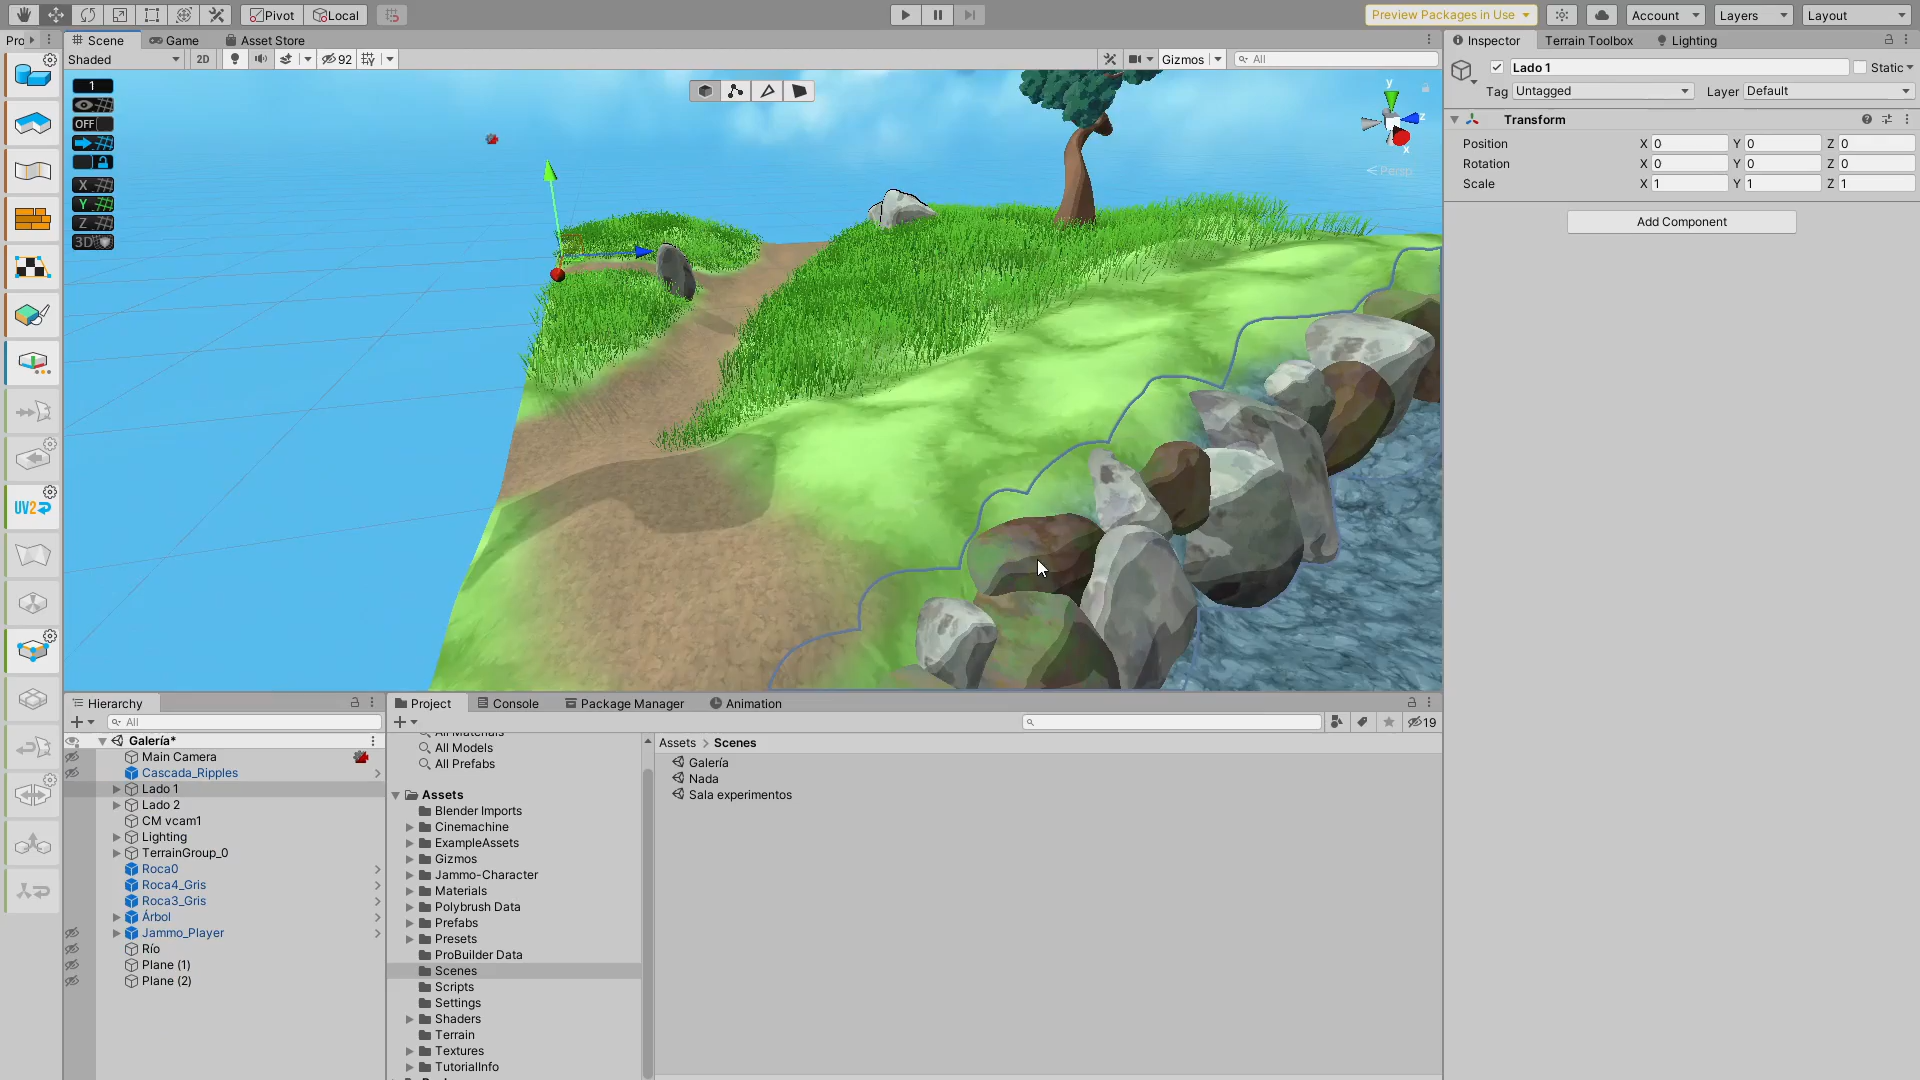 Pivot Local Preview Packages in Use Account Layers Layout
Pro Scene Game Asset Store Inspector Terrain Toolbox Lighting
Shaded 2D 92 Gizmos All
1
OFF
X
Y
Z
3D
y
z
x
Persp
Lado 1 Static
Tag Untagged Layer Default
Transform
Position X 0 Y 0 Z 0
Rotation X 0 Y 0 Z 0
Scale X 1 Y 1 Z 1
Add Component
UV2
Hierarchy
All
Galería*
Main Camera
Cascada_Ripples
Lado 1
Lado 2
CM vcam1
Lighting
TerrainGroup_0
Roca0
Roca4_Gris
Roca3_Gris
Árbol
Jammo_Player
Río
Plane (1)
Plane (2)
Project Console Package Manager Animation
19
All Materials
All Models
All Prefabs
Assets
Blender Imports
Cinemachine
ExampleAssets
Gizmos
Jammo-Character
Materials
Polybrush Data
Prefabs
Presets
ProBuilder Data
Scenes
Scripts
Settings
Shaders
Terrain
Textures
TutorialInfo
Assets > Scenes
Galería
Nada
Sala experimentos